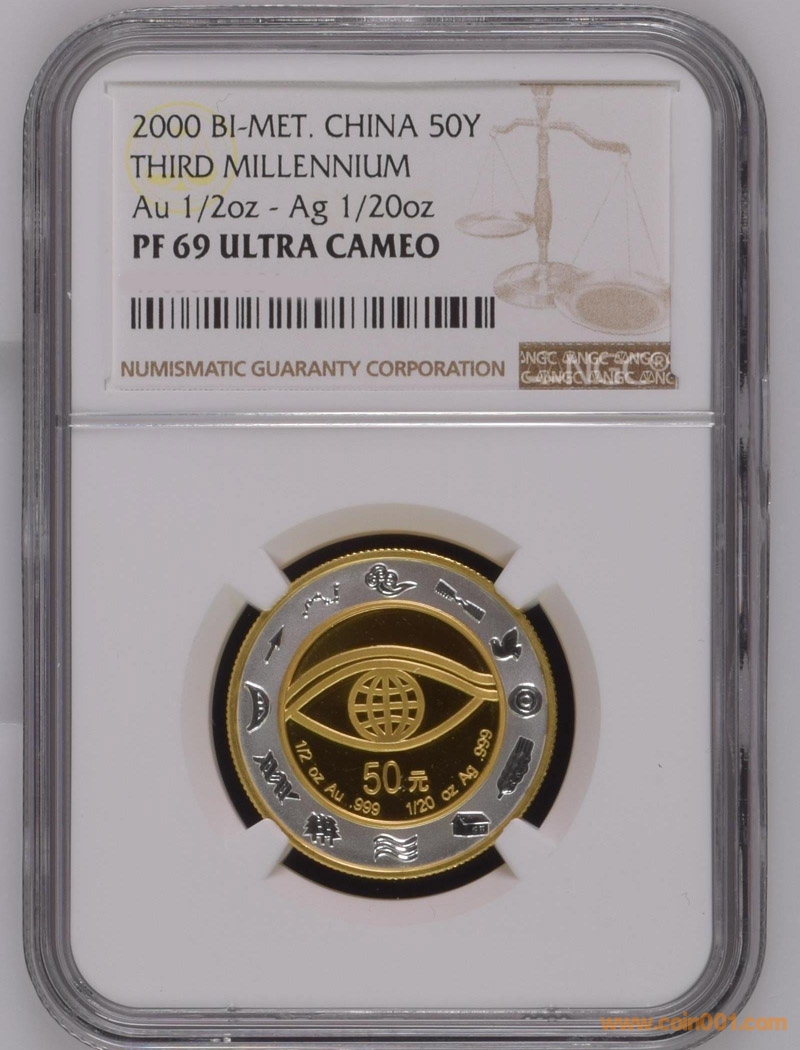 2000 BI-MET. CHINA 50Y
THIRD MILLENNIUM
Au 1/2oz - Ag 1/20oz
PF 69 ULTRA CAMEO
NUMISMATIC GUARANTY CORPORATION
NGC®
50元
1/2 oz Au .999 1/20 oz Ag .999
www.coin001.com